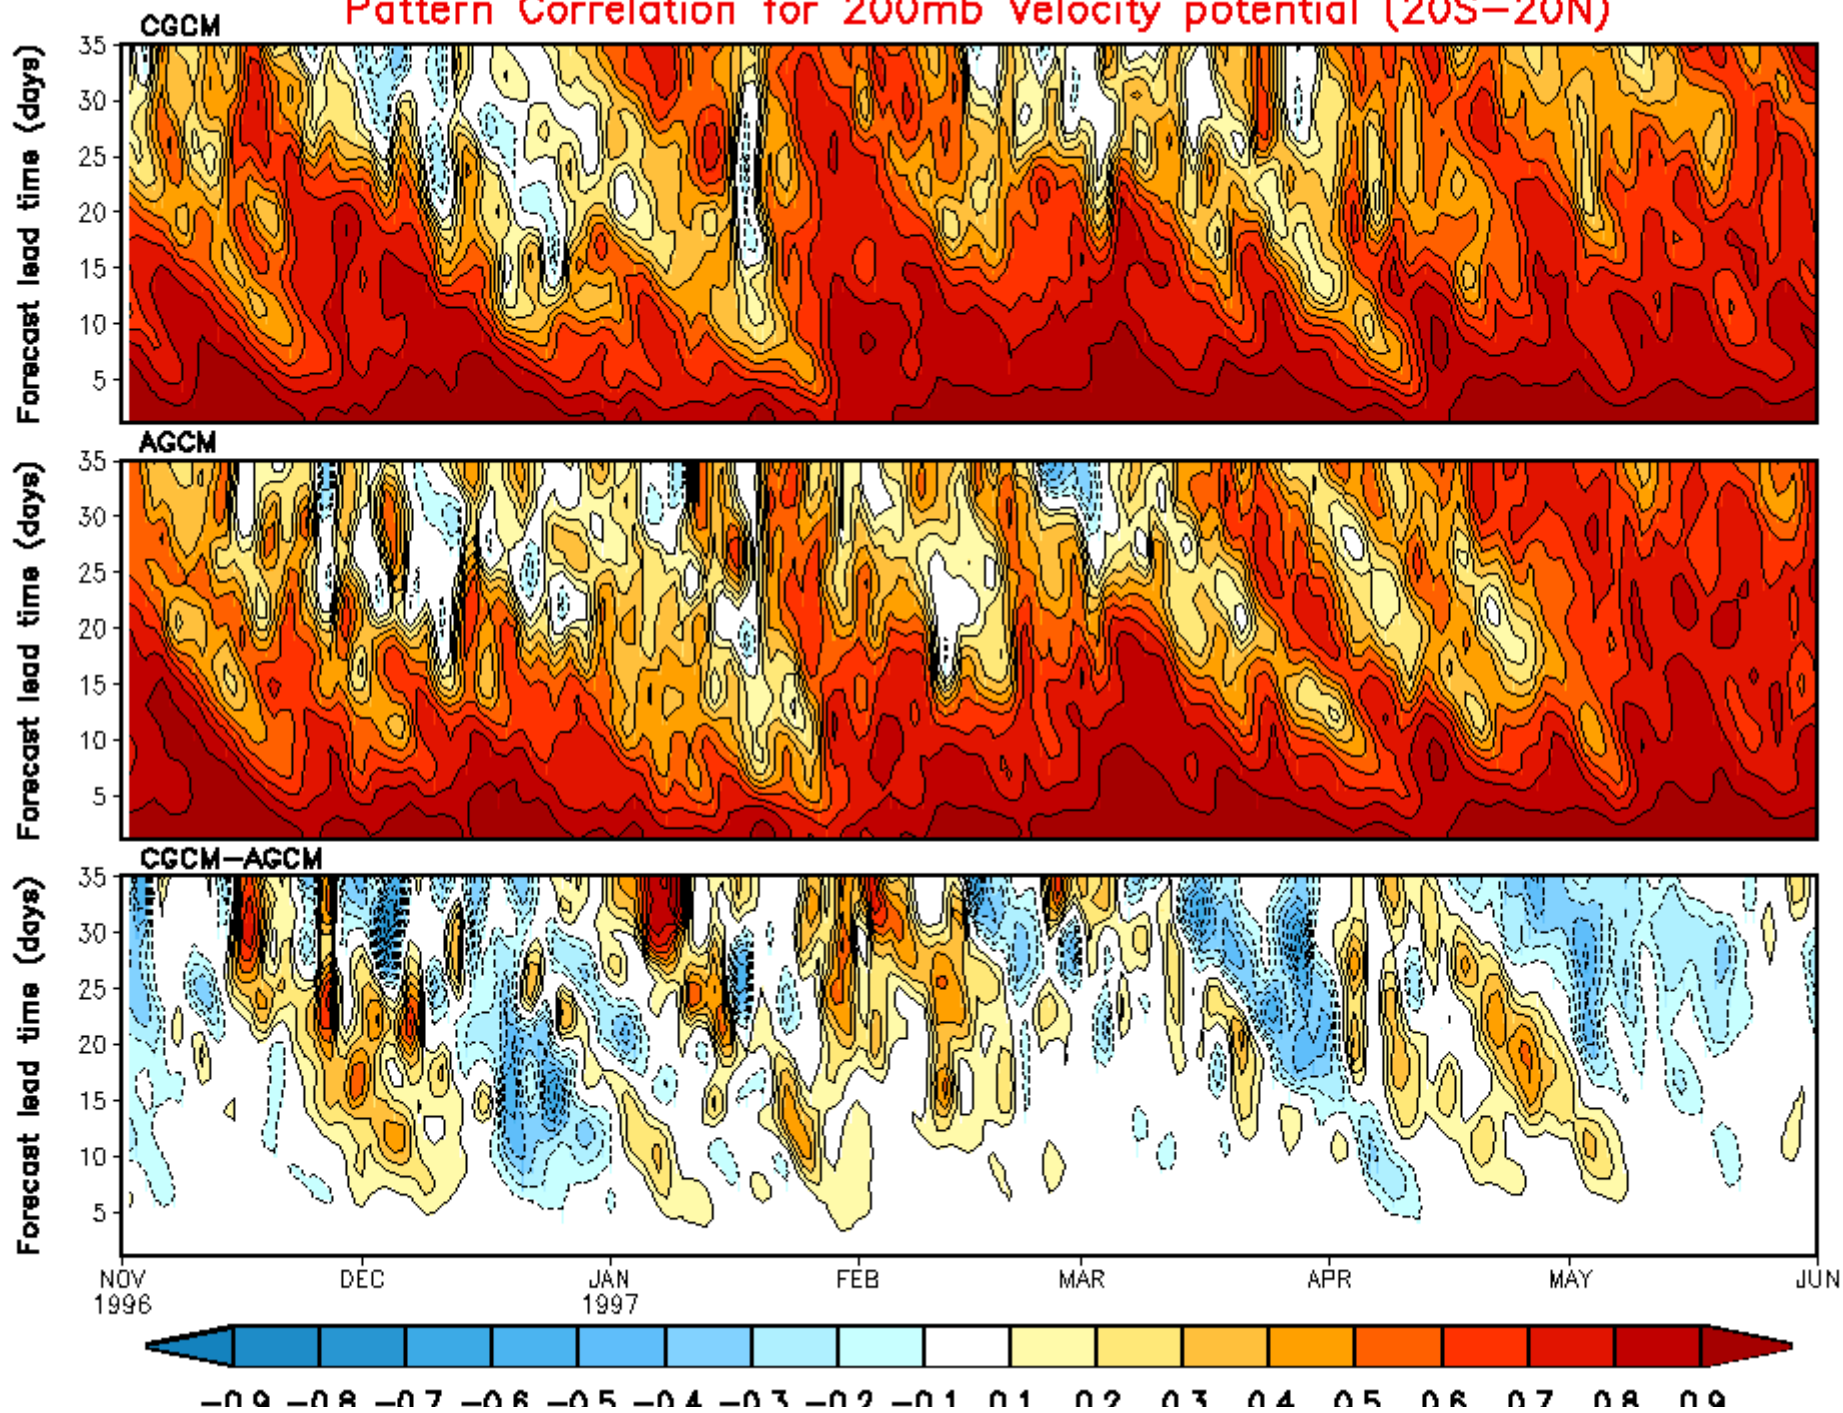 Pattern Correlation for 200mb Velocity potential (20S-20N)
CGCM
Forecast lead time (days)
35
30
25
20
15
10
5
AGCM
Forecast lead time (days)
35
30
25
20
15
10
5
CGCM-AGCM
Forecast lead time (days)
35
30
25
20
15
10
5
NOV DEC JAN FEB MAR APR MAY JUN
1996 1997
-0.9 -0.8 -0.7 -0.6 -0.5 -0.4 -0.3 -0.2 -0.1 0.1 0.2 0.3 0.4 0.5 0.6 0.7 0.8 0.9